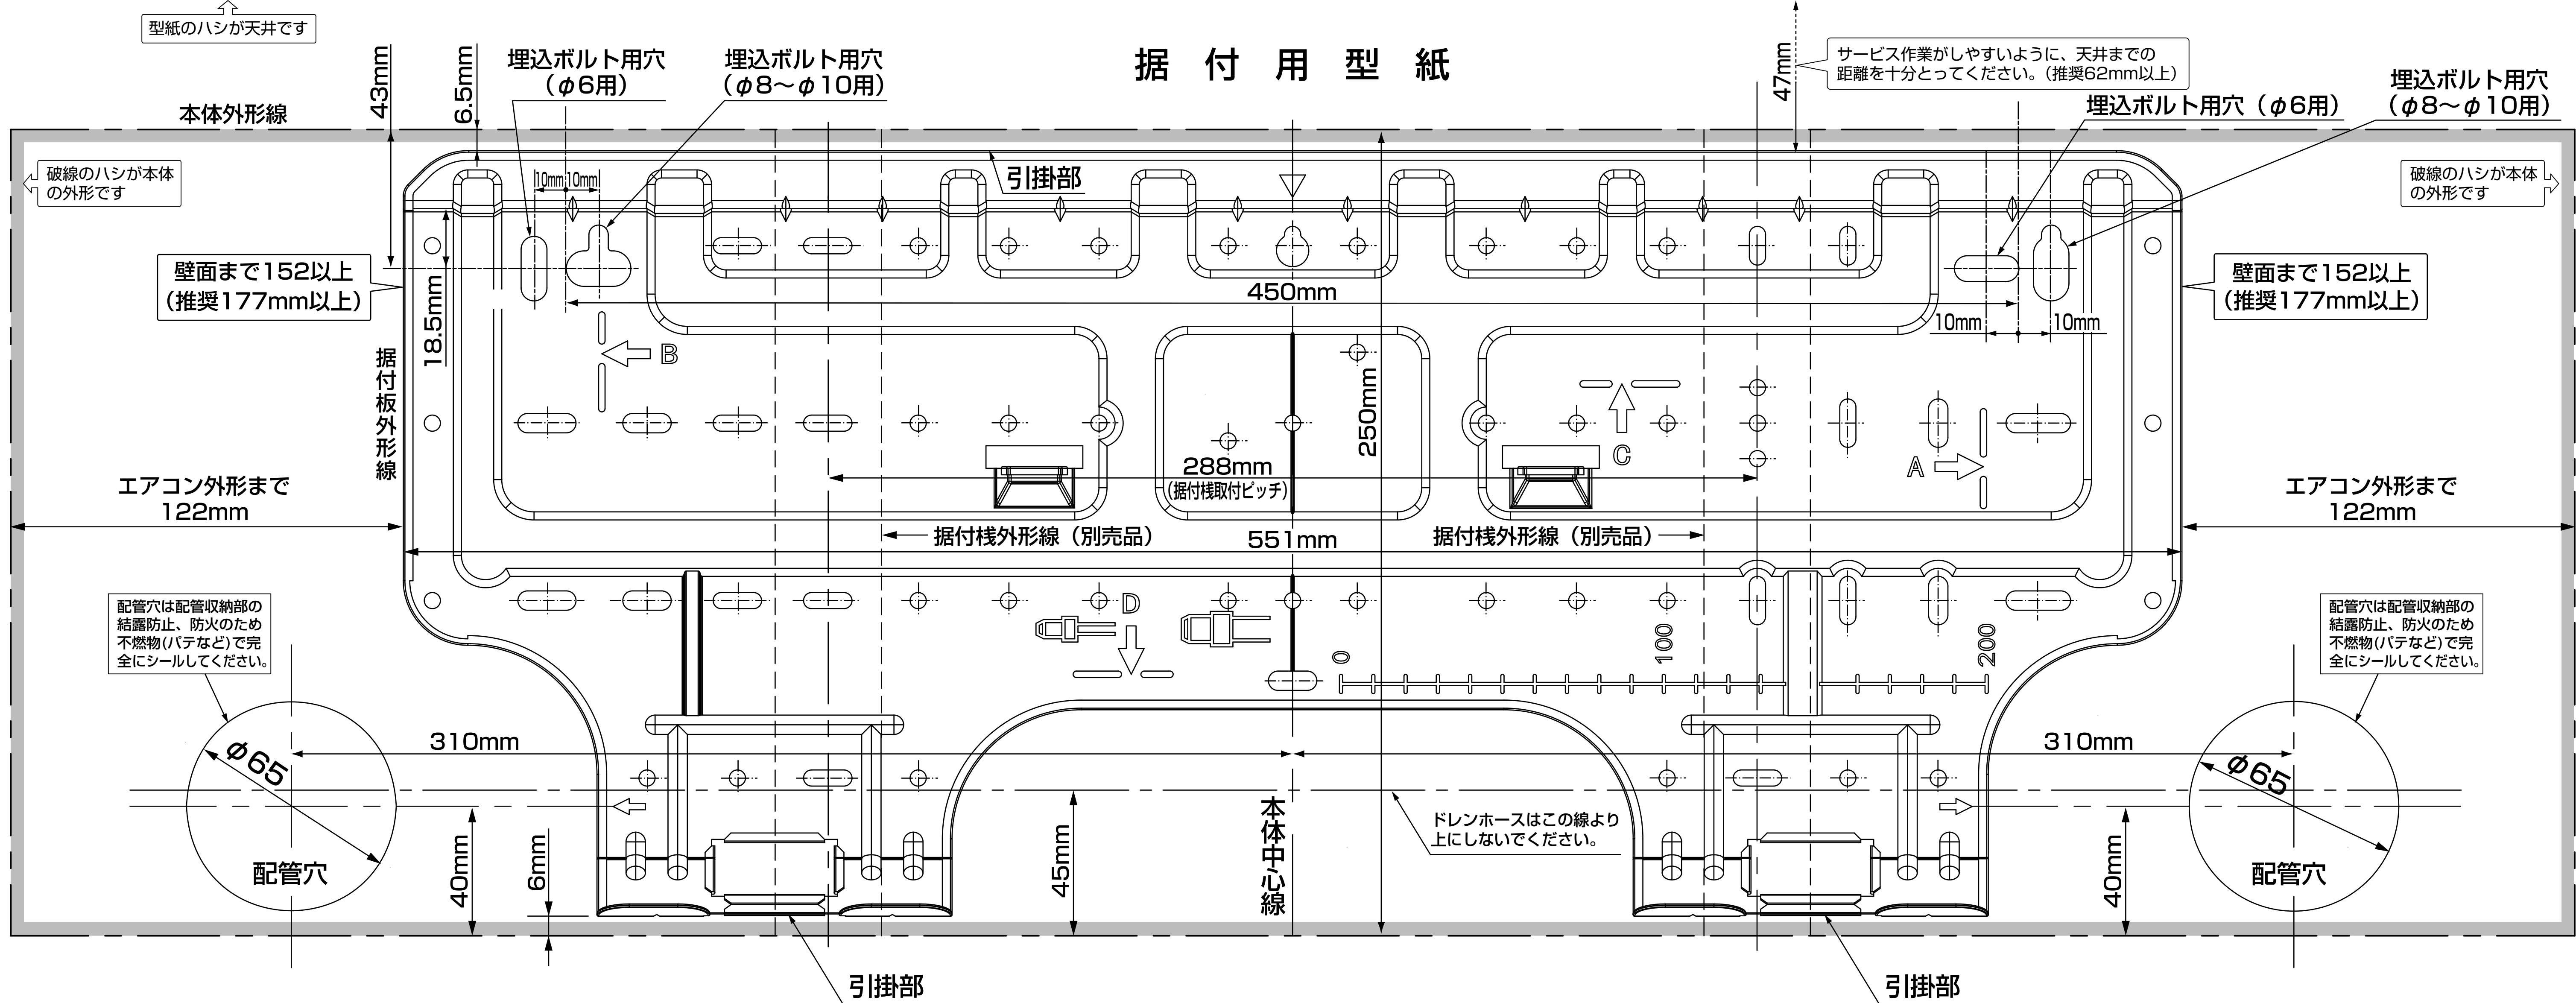 型紙のハシが天井です
据付用型紙
43mm
6.5mm
埋込ボルト用穴
（φ6用）
埋込ボルト用穴
（φ8～φ10用）
47mm
サービス作業がしやすいように、天井までの
距離を十分とってください。（推奨62mm以上）
埋込ボルト用穴（φ6用）
埋込ボルト用穴
（φ8～φ10用）
本体外形線
破線のハシが本体
の外形です
10mm
10mm
引掛部
破線のハシが本体
の外形です
壁面まで152以上
（推奨177mm以上）
18.5mm
450mm
壁面まで152以上
（推奨177mm以上）
10mm
10mm
B
据付板外形線
250mm
C
A
288mm
（据付桟取付ピッチ）
エアコン外形まで
122mm
エアコン外形まで
122mm
据付桟外形線（別売品）
551mm
据付桟外形線（別売品）
配管穴は配管収納部の
結露防止、防火のため
不燃物(パテなど)で完
全にシールしてください。
D
0
100
200
配管穴は配管収納部の
結露防止、防火のため
不燃物(パテなど)で完
全にシールしてください。
310mm
310mm
φ65
φ65
配管穴
40mm
6mm
45mm
本体中心線
ドレンホースはこの線より
上にしないでください。
40mm
配管穴
引掛部
引掛部